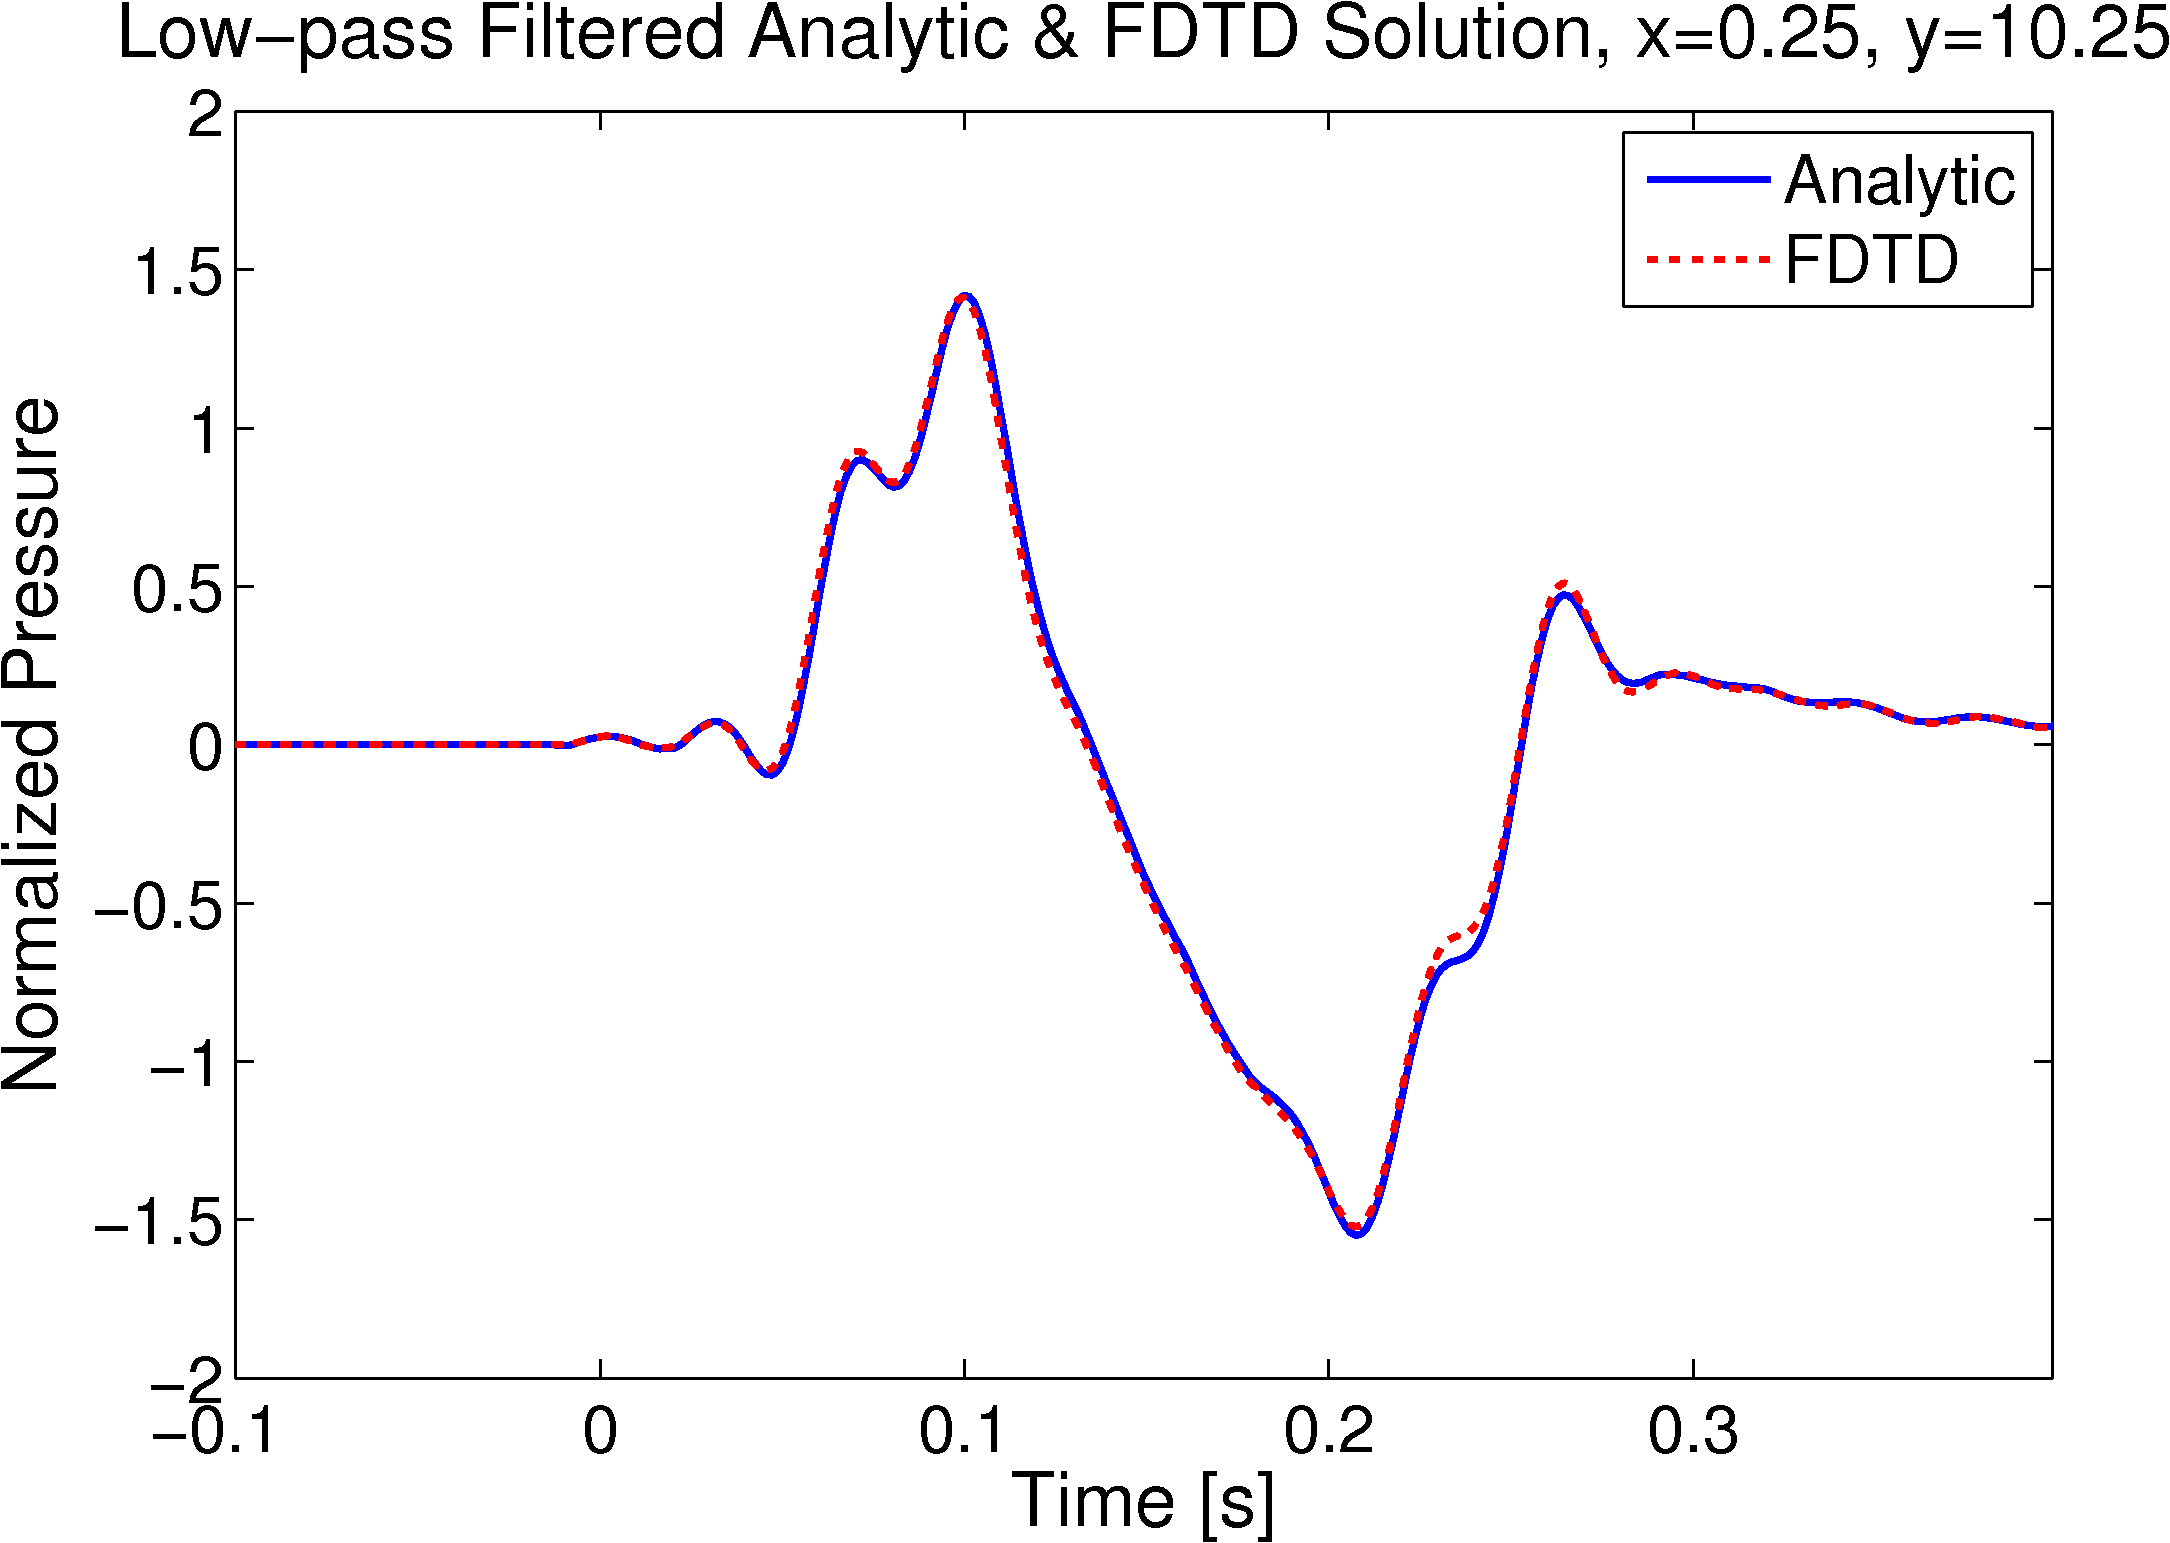 Low−pass Filtered Analytic & FDTD Solution, x=0.25, y=10.25
2
1.5
1
0.5
0
−0.5
−1
−1.5
−2
Normalized Pressure
Analytic
FDTD
−0.1 0 0.1 0.2 0.3
Time [s]